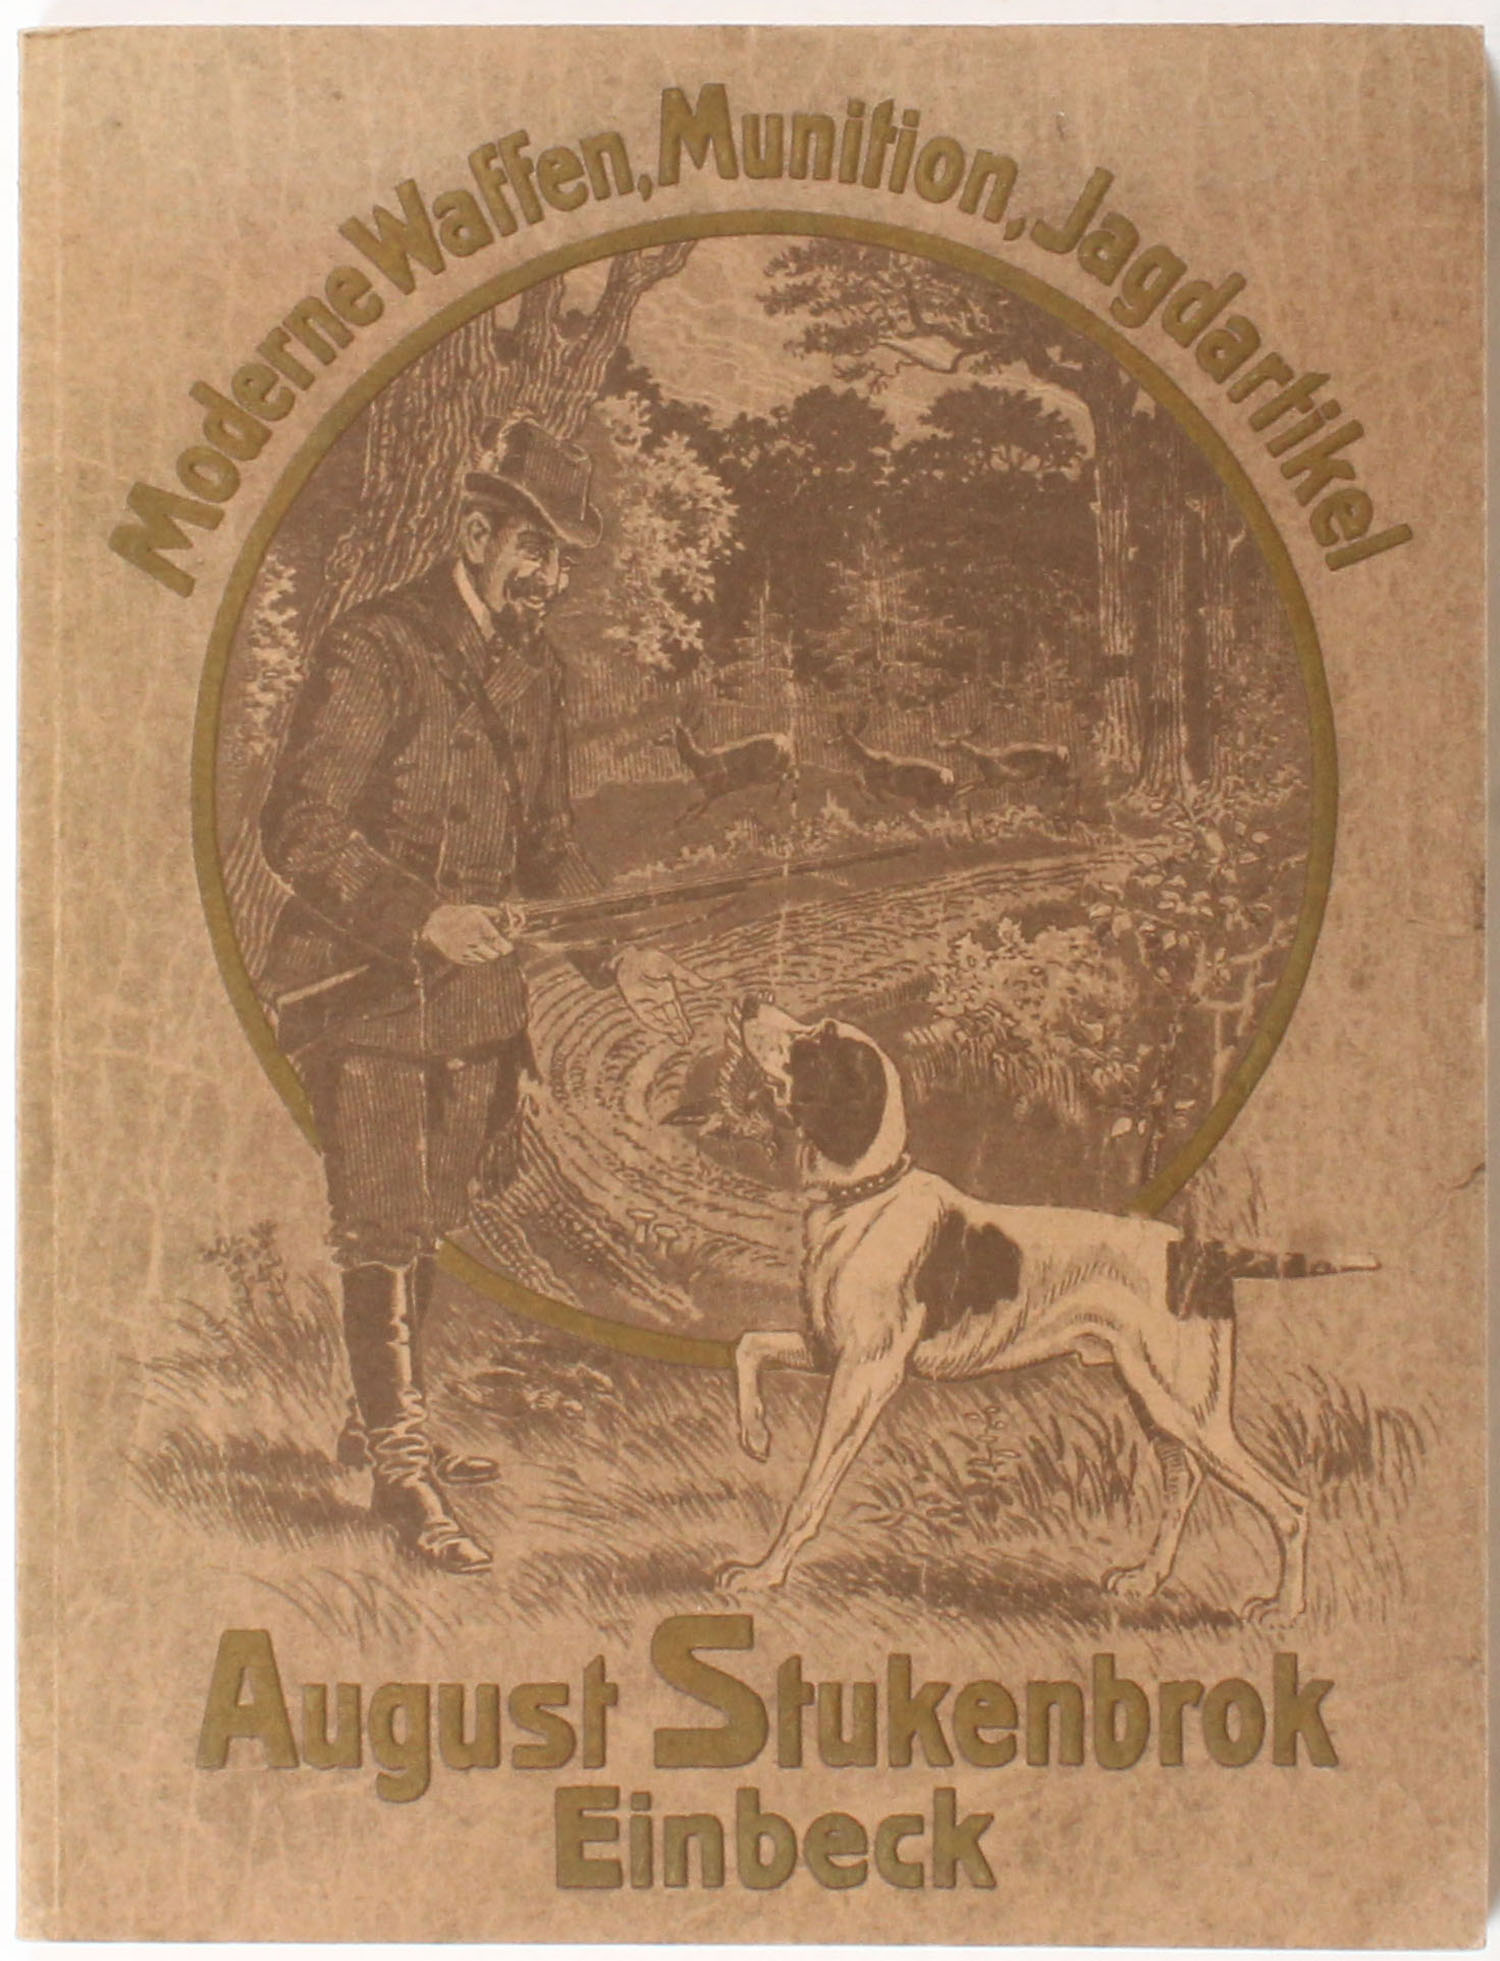 Moderne Waffen, Munition, Jagdartikel
August Stukenbrok
Einbeck